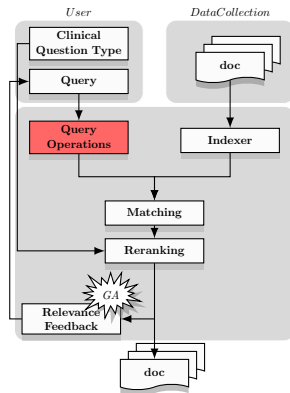 User
DataCollection
Clinical
Question Type
Query
doc
Query
Operations
Indexer
Matching
Reranking
GA
Relevance
Feedback
doc